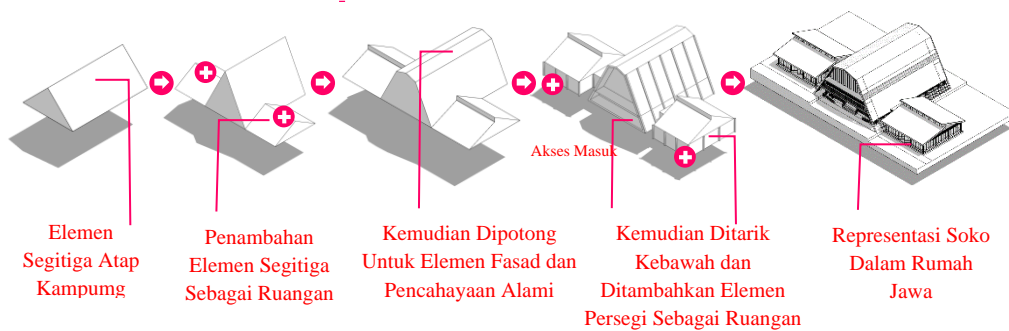 Akses Masuk
Elemen
Segitiga Atap
Kampumg
Penambahan
Elemen Segitiga
Sebagai Ruangan
Kemudian Dipotong
Untuk Elemen Fasad dan
Pencahayaan Alami
Kemudian Ditarik
Kebawah dan
Ditambahkan Elemen
Persegi Sebagai Ruangan
Representasi Soko
Dalam Rumah
Jawa